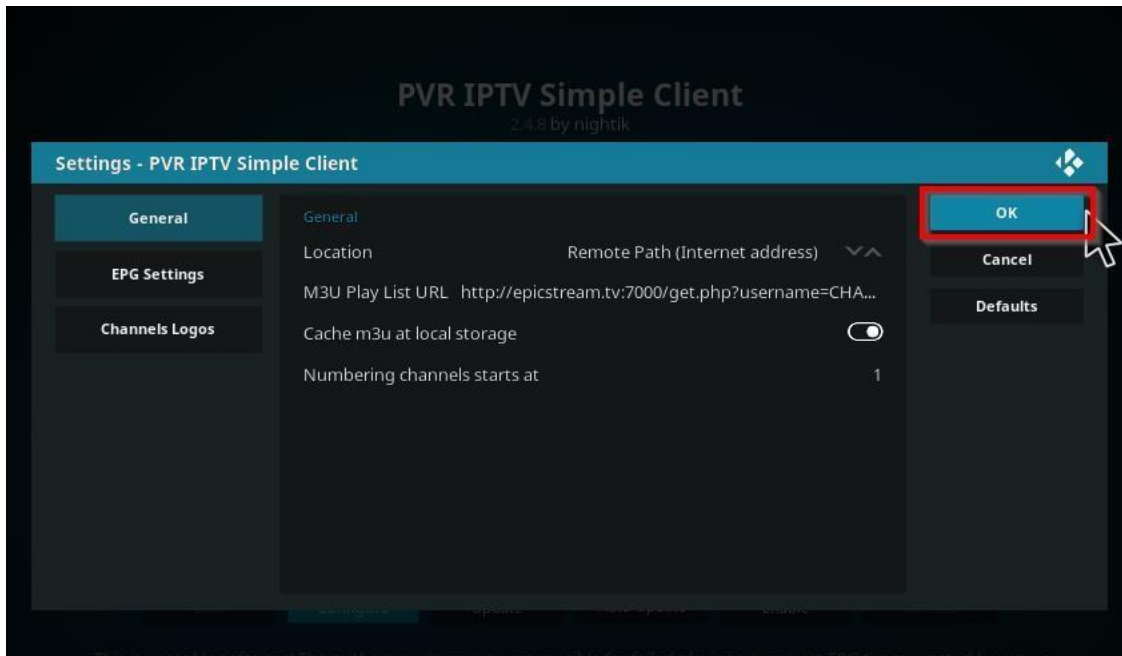 PVR IPTV Simple Client
2.4.8 by nightik
Settings - PVR IPTV Simple Client
General
EPG Settings
Channels Logos
General
Location Remote Path (Internet address)
M3U Play List URL http://epicstream.tv:7000/get.php?username=CHA...
Cache m3u at local storage
Numbering channels starts at 1
OK
Cancel
Defaults